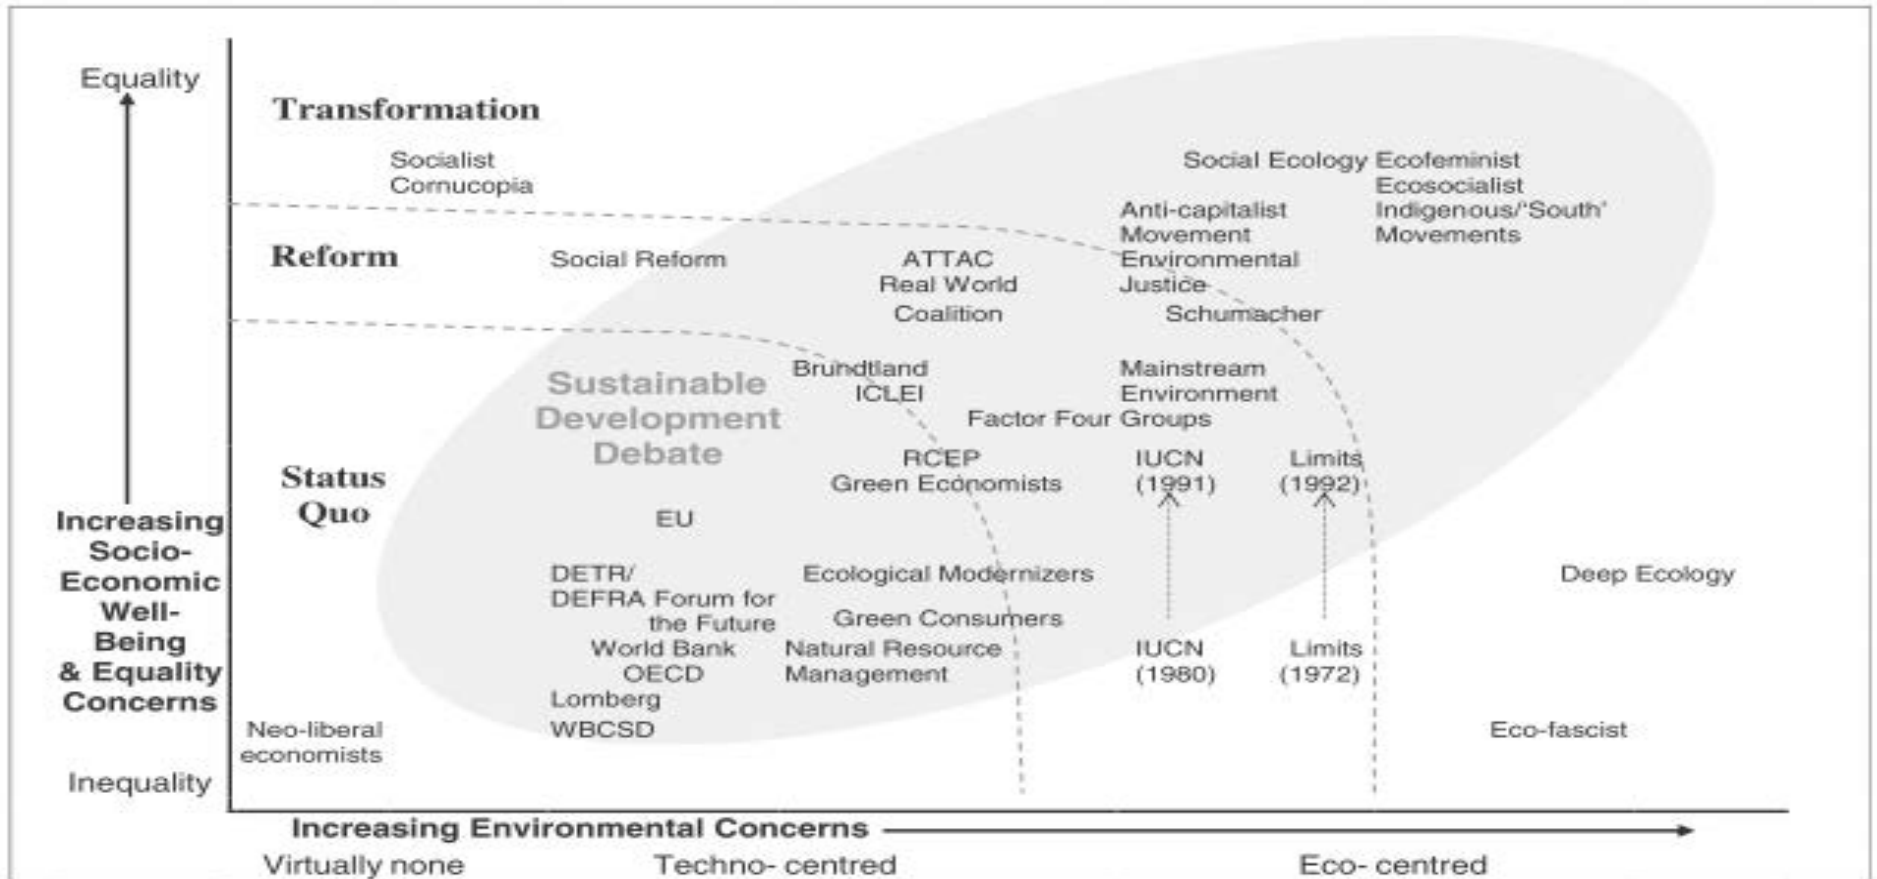 Equality
Transformation
Socialist
Cornucopia
Social Ecology Ecofeminist
Ecosocialist
Anti-capitalist
Movement
Indigenous/'South'
Movements
Reform
Social Reform
ATTAC
Real World
Coalition
Environmental
Justice
Schumacher
Sustainable
Development
Debate
Brundtland
ICLEI
Mainstream
Environment
Factor Four Groups
Status
Quo
RCEP
Green Economists
IUCN
(1991)
Limits
(1992)
EU
Increasing
Socio-
Economic
Well-
Being
& Equality
Concerns
DETR/
DEFRA Forum for
the Future
Ecological Modernizers
Green Consumers
Deep Ecology
World Bank
OECD
Natural Resource
Management
IUCN
(1980)
Limits
(1972)
Lomberg
WBCSD
Neo-liberal
economists
Eco-fascist
Inequality
Increasing Environmental Concerns
Virtually none
Techno- centred
Eco- centred